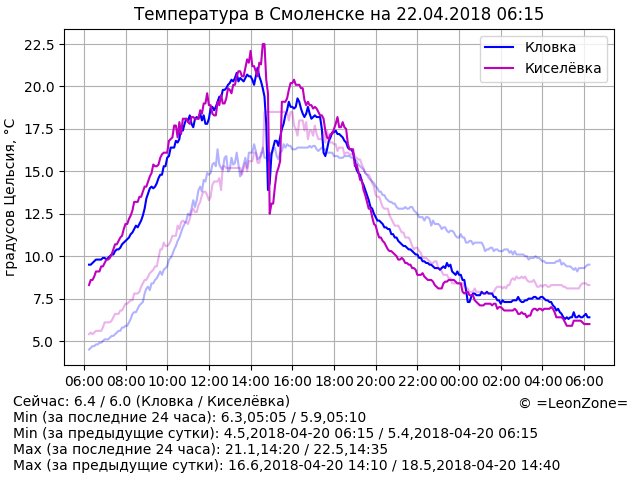 Температура в Смоленске на 22.04.2018 06:15
22.5
20.0
17.5
15.0
12.5
10.0
7.5
5.0
градусов Цельсия, °C
Кловка
Киселёвка
06:00 08:00 10:00 12:00 14:00 16:00 18:00 20:00 22:00 00:00 02:00 04:00 06:00
Сейчас: 6.4 / 6.0 (Кловка / Киселёвка)
© =LeonZone=
Min (за последние 24 часа): 6.3,05:05 / 5.9,05:10
Min (за предыдущие сутки): 4.5,2018-04-20 06:15 / 5.4,2018-04-20 06:15
Max (за последние 24 часа): 21.1,14:20 / 22.5,14:35
Max (за предыдущие сутки): 16.6,2018-04-20 14:10 / 18.5,2018-04-20 14:40